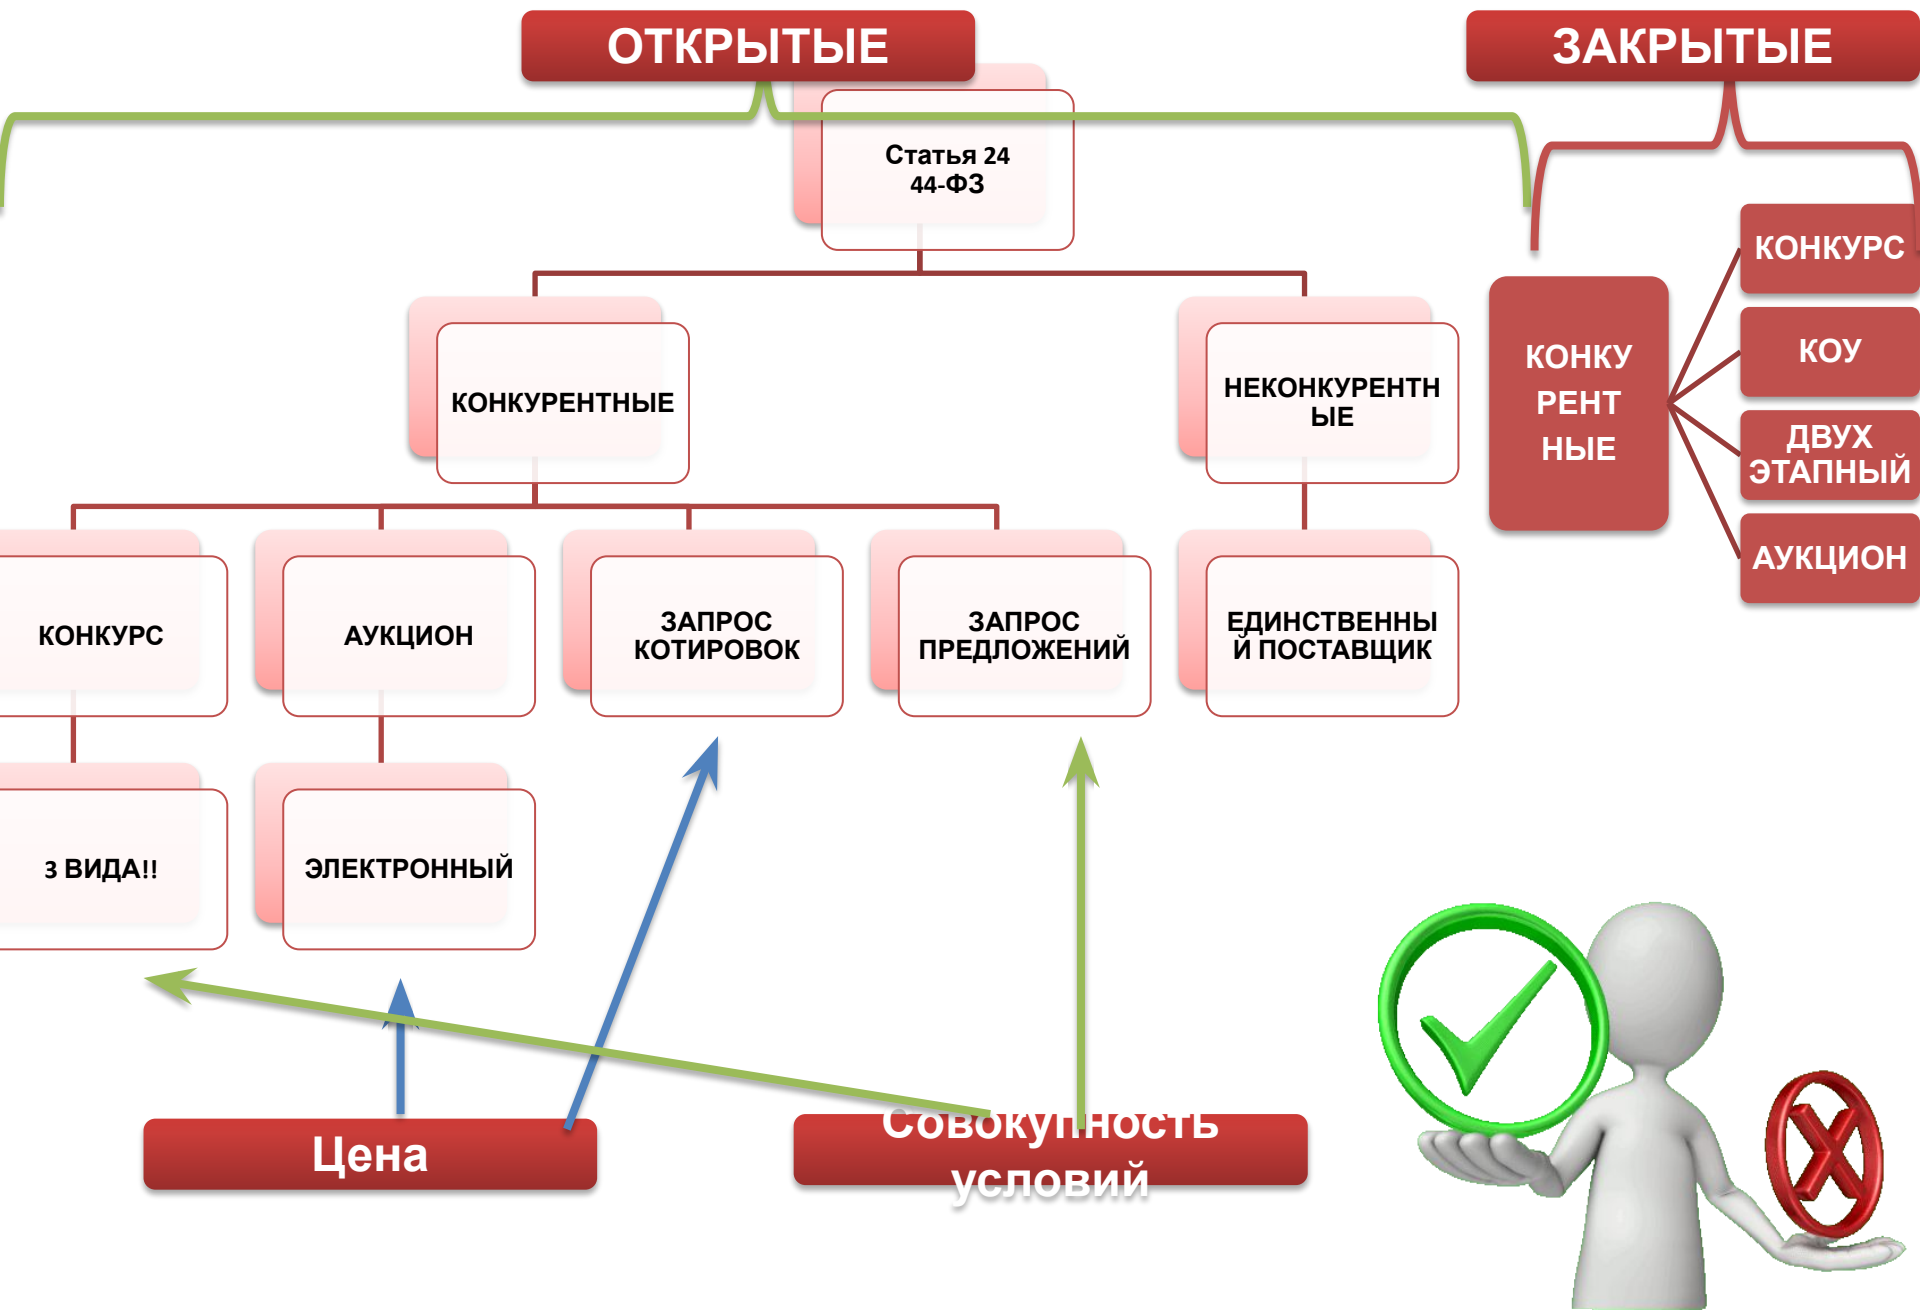 ОТКРЫТЫЕ
ЗАКРЫТЫЕ
Статья 24
44-ФЗ
КОНКУРЕНТНЫЕ
НЕКОНКУРЕНТН
ЫЕ
КОНКУРС
АУКЦИОН
ЗАПРОС
КОТИРОВОК
ЗАПРОС
ПРЕДЛОЖЕНИЙ
ЕДИНСТВЕННЫ
Й ПОСТАВЩИК
3 ВИДА!!
ЭЛЕКТРОННЫЙ
КОНКУ
РЕНТ
НЫЕ
КОНКУРС
КОУ
ДВУХ
ЭТАПНЫЙ
АУКЦИОН
Цена
Совокупность
условий